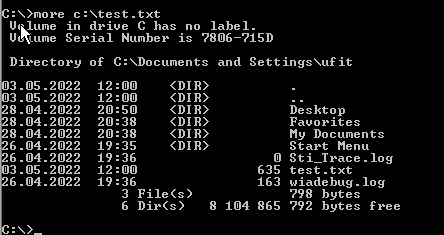 C:\>more c:\test.txt
 Volume in drive C has no label.
 Volume Serial Number is 7806-715D

 Directory of C:\Documents and Settings\ufit

03.05.2022  12:00    <DIR>          .
03.05.2022  12:00    <DIR>          ..
28.04.2022  20:50    <DIR>          Desktop
28.04.2022  20:38    <DIR>          Favorites
28.04.2022  20:38    <DIR>          My Documents
26.04.2022  19:35    <DIR>          Start Menu
26.04.2022  19:36                 0 Sti_Trace.log
03.05.2022  12:00               635 test.txt
26.04.2022  19:36               163 wiadebug.log
               3 File(s)            798 bytes
               6 Dir(s)   8 104 865 792 bytes free

C:\>_